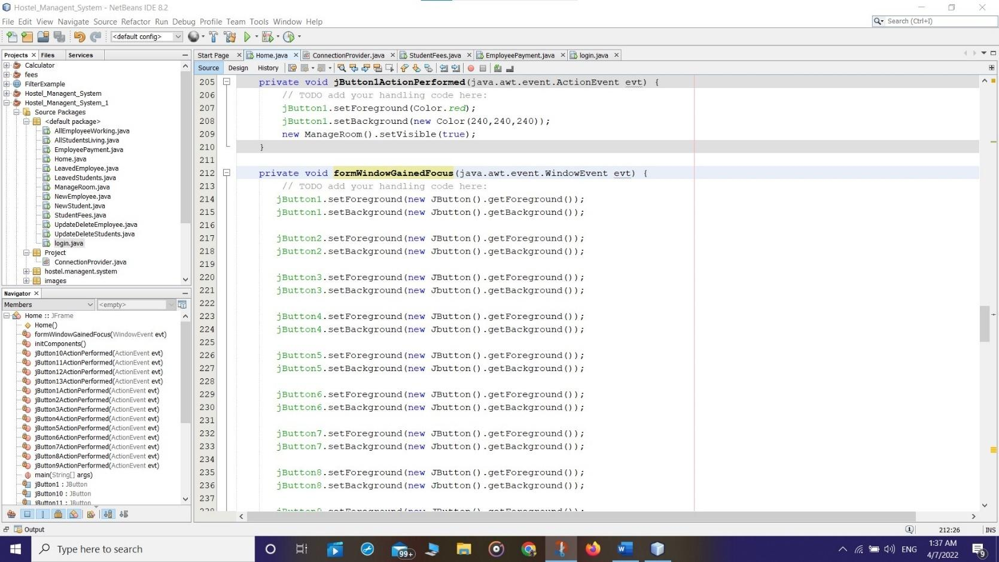 Hostel_Managent_System - NetBeans IDE 8.2
File Edit View Navigate Source Refactor Run Debug Profile Team Tools Window Help
Search (Ctrl+I)
<default config>
Projects Files Services
Calculator
fees
FilterExample
Hostel_Managent_System
Hostel_Managent_System_1
Source Packages
<default package>
AllEmployeeWorking.java
AllStudentsLiving.java
EmployeePayment.java
Home.java
LeavedEmployee.java
LeavedStudents.java
ManageRoom.java
NewEmployee.java
NewStudent.java
StudentFees.java
UpdateDeleteEmployee.java
UpdateDeleteStudents.java
login.java
Project
ConnectionProvider.java
hostel.managent.system
images
Navigator
Members <empty>
Home :: JFrame
Home()
formWindowGainedFocus(WindowEvent evt)
initComponents()
jButton10ActionPerformed(ActionEvent evt)
jButton11ActionPerformed(ActionEvent evt)
jButton12ActionPerformed(ActionEvent evt)
jButton13ActionPerformed(ActionEvent evt)
jButton1ActionPerformed(ActionEvent evt)
jButton2ActionPerformed(ActionEvent evt)
jButton3ActionPerformed(ActionEvent evt)
jButton4ActionPerformed(ActionEvent evt)
jButton5ActionPerformed(ActionEvent evt)
jButton6ActionPerformed(ActionEvent evt)
jButton7ActionPerformed(ActionEvent evt)
jButton8ActionPerformed(ActionEvent evt)
jButton9ActionPerformed(ActionEvent evt)
main(String[] args)
jButton1 : JButton
jButton10 : JButton
jButton11 : JButton
Start Page Home.java ConnectionProvider.java StudentFees.java EmployeePayment.java login.java
Source Design History
205 private void jButton1ActionPerformed(java.awt.event.ActionEvent evt) {
206 // TODO add your handling code here:
207 jButton1.setForeground(Color.red);
208 jButton1.setBackground(new Color(240,240,240));
209 new ManageRoom().setVisible(true);
210 }
211
212 private void formWindowGainedFocus(java.awt.event.WindowEvent evt) {
213 // TODO add your handling code here:
214 jButton1.setForeground(new JButton().getForeground());
215 jButton1.setBackground(new Jbutton().getBackground());
216
217 jButton2.setForeground(new JButton().getForeground());
218 jButton2.setBackground(new Jbutton().getBackground());
219
220 jButton3.setForeground(new JButton().getForeground());
221 jButton3.setBackground(new Jbutton().getBackground());
222
223 jButton4.setForeground(new JButton().getForeground());
224 jButton4.setBackground(new Jbutton().getBackground());
225
226 jButton5.setForeground(new JButton().getForeground());
227 jButton5.setBackground(new Jbutton().getBackground());
228
229 jButton6.setForeground(new JButton().getForeground());
230 jButton6.setBackground(new Jbutton().getBackground());
231
232 jButton7.setForeground(new JButton().getForeground());
233 jButton7.setBackground(new Jbutton().getBackground());
234
235 jButton8.setForeground(new JButton().getForeground());
236 jButton8.setBackground(new Jbutton().getBackground());
237
Output
1
212:26 INS
Type here to search
99+
ENG
1:37 AM
4/7/2022
9